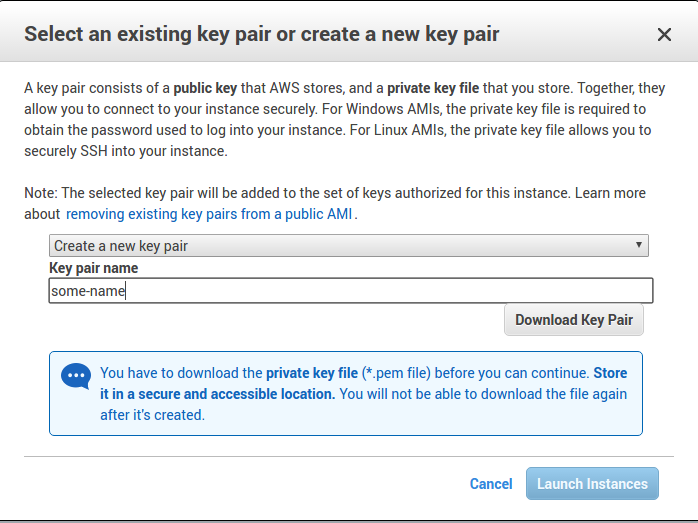 Select an existing key pair or create a new key pair
A key pair consists of a public key that AWS stores, and a private key file that you store. Together, they
allow you to connect to your instance securely. For Windows AMIs, the private key file is required to
obtain the password used to log into your instance. For Linux AMIs, the private key file allows you to
securely SSH into your instance.
Note: The selected key pair will be added to the set of keys authorized for this instance. Learn more
about removing existing key pairs from a public AMI.
Create a new key pair
Key pair name
some-name
Download Key Pair
You have to download the private key file (*.pem file) before you can continue. Store
it in a secure and accessible location. You will not be able to download the file again
after it's created.
Cancel Launch Instances